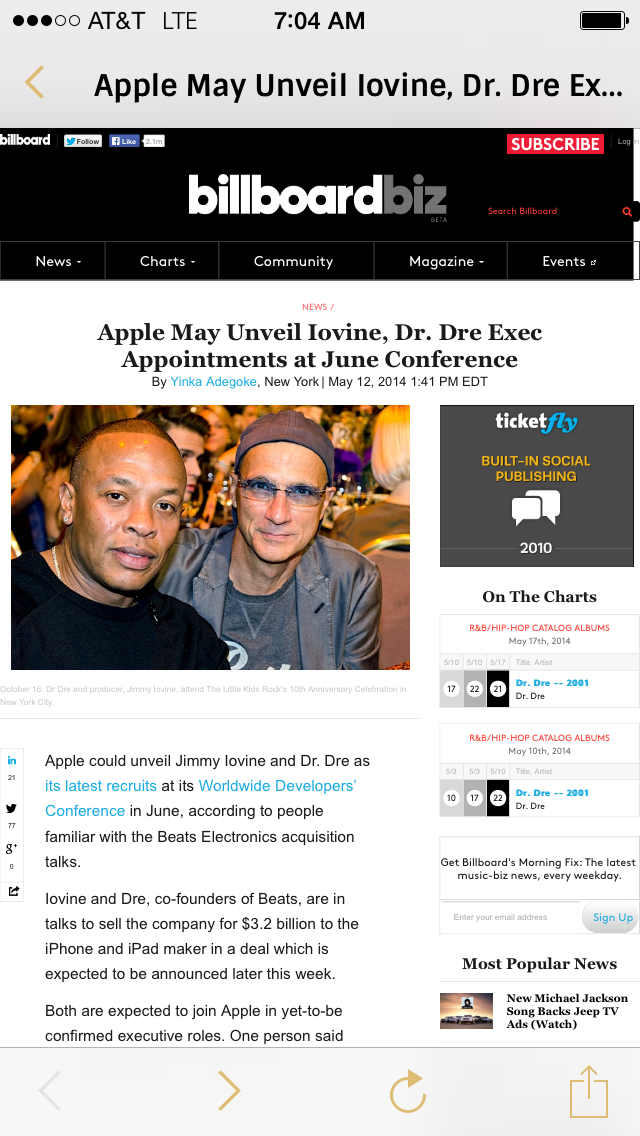 AT&T LTE 7:04 AM
Apple May Unveil Iovine, Dr. Dre Ex...
billboard Follow Like 2.1m SUBSCRIBE Log in
billboardbiz
BETA
Search Billboard
News Charts Community Magazine Events
NEWS /
Apple May Unveil Iovine, Dr. Dre Exec
Appointments at June Conference
By Yinka Adegoke, New York | May 12, 2014 1:41 PM EDT
October 16: Dr Dre and producer, Jimmy Iovine, attend The Little Kids Rock's 10th Anniversary Celebration in
New York City.
in
21
77
g+
0
Apple could unveil Jimmy Iovine and Dr. Dre as
its latest recruits at its Worldwide Developers’
Conference in June, according to people
familiar with the Beats Electronics acquisition
talks.
Iovine and Dre, co-founders of Beats, are in
talks to sell the company for $3.2 billion to the
iPhone and iPad maker in a deal which is
expected to be announced later this week.
Both are expected to join Apple in yet-to-be
confirmed executive roles. One person said
ticketfly
BUILT–IN SOCIAL
PUBLISHING
2010
On The Charts
R&B/HIP-HOP CATALOG ALBUMS
May 17th, 2014
5/10 5/10 5/17 Title, Artist
17 22 21 Dr. Dre -- 2001
Dr. Dre
R&B/HIP-HOP CATALOG ALBUMS
May 10th, 2014
5/3 5/3 5/10 Title, Artist
10 17 22 Dr. Dre -- 2001
Dr. Dre
Get Billboard's Morning Fix: The latest
music-biz news, every weekday.
Enter your email address Sign Up
Most Popular News
New Michael Jackson
Song Backs Jeep TV
Ads (Watch)